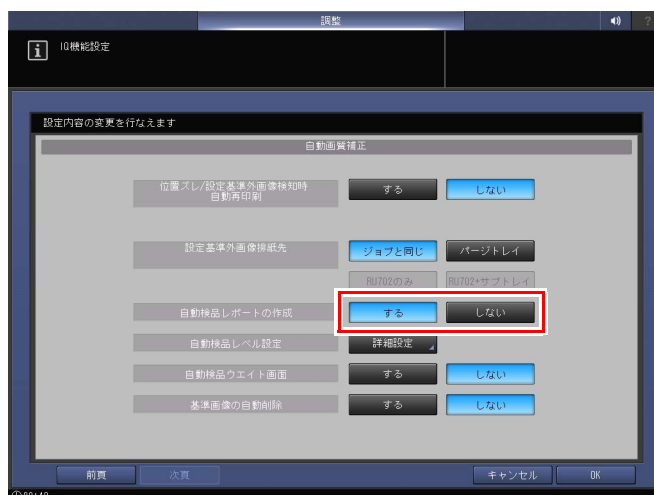 調整
?
i IQ機能設定
設定内容の変更を行なえます
自動画質補正
位置ズレ/設定基準外画像検知時
自動再印刷
する しない
設定基準外画像排紙先 ジョブと同じ パージトレイ
RU702のみ RU702+サブトレイ
自動検品レポートの作成 する しない
自動検品レベル設定 詳細設定
自動検品ウエイト画面 する しない
基準画像の自動削除 する しない
前頁 次頁 キャンセル OK